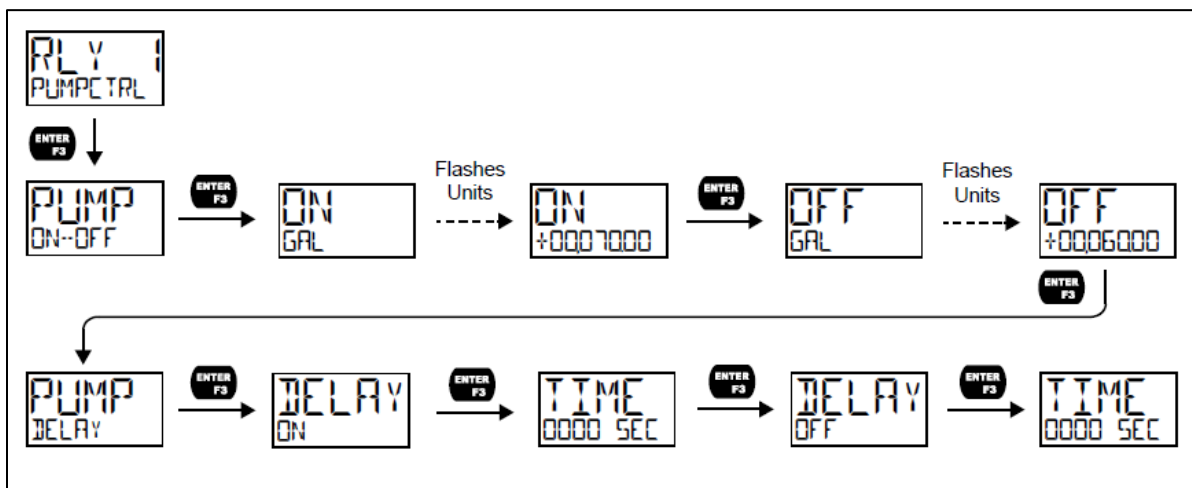 RLY 1
PUMPCTRL
ENTER
F3
PUMP
ON--OFF
ENTER
F3
ON
GAL
Flashes
Units
ON
+00,070.00
ENTER
F3
OFF
GAL
Flashes
Units
OFF
+00,060.00
ENTER
F3
PUMP
DELAY
ENTER
F3
DELAY
ON
ENTER
F3
TIME
0000 SEC
ENTER
F3
DELAY
OFF
ENTER
F3
TIME
0000 SEC